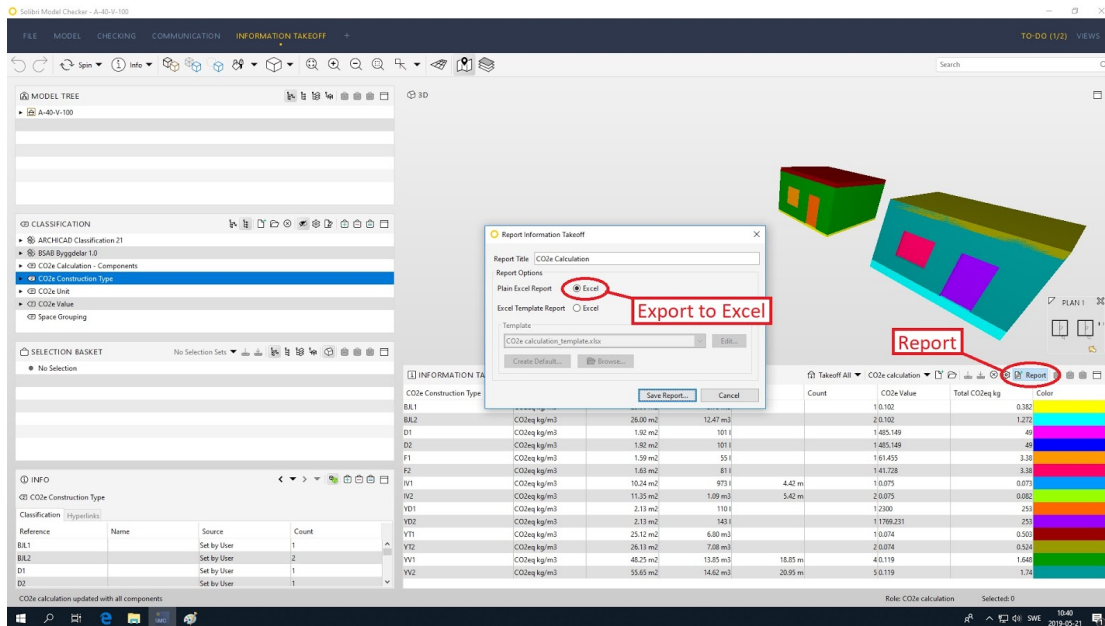 Solibri Model Checker - A-40-V-100
FILE MODEL CHECKING COMMUNICATION INFORMATION TAKEOFF + TO-DO (1/2) VIEWS
Spin Info Search
MODEL TREE
A-40-V-100
3D
CLASSIFICATION
ARCHICAD Classification 21
BSAB Byggdelar 1.0
CO2e Calculation - Components
CO2e Construction Type
CO2e Unit
CO2e Value
Space Grouping
Report Information Takeoff
Report Title CO2e Calculation
Report Options
Plain Excel Report Excel
Export to Excel
Excel Template Report Excel
Template
CO2e calculation_template.xlsx Edit...
Create Default... Browse...
Save Report... Cancel
PLAN 1
Report
SELECTION BASKET No Selection Sets
No Selection
INFORMATION TA Takeoff All CO2e calculation Report
CO2e Construction Type Count CO2e Value Total CO2eq kg Color
BJL1 1 0.102 0.382
BJL2 CO2eq kg/m3 26.00 m2 12.47 m3 2 0.102 1.272
D1 CO2eq kg/m3 1.92 m2 101 l 1 485.149 49
D2 CO2eq kg/m3 1.92 m2 101 l 1 485.149 49
F1 CO2eq kg/m3 1.59 m2 55 l 1 61.455 3.38
F2 CO2eq kg/m3 1.63 m2 81 l 1 41.728 3.38
IV1 CO2eq kg/m3 10.24 m2 973 l 4.42 m 1 0.075 0.073
IV2 CO2eq kg/m3 11.35 m2 1.09 m3 5.42 m 2 0.075 0.082
YD1 CO2eq kg/m3 2.13 m2 110 l 1 2300 253
YD2 CO2eq kg/m3 2.13 m2 143 l 1 1769.231 253
YT1 CO2eq kg/m3 25.12 m2 6.80 m3 1 0.074 0.503
YT2 CO2eq kg/m3 26.13 m2 7.08 m3 2 0.074 0.524
YV1 CO2eq kg/m3 48.25 m2 13.85 m3 18.85 m 4 0.119 1.648
YV2 CO2eq kg/m3 55.65 m2 14.62 m3 20.95 m 5 0.119 1.74
INFO
CO2e Construction Type
Classification Hyperlinks
Reference Name Source Count
BJL1 Set by User 1
BJL2 Set by User 2
D1 Set by User 1
D2 Set by User 1
CO2e calculation updated with all components Role: CO2e calculation Selected: 0
SWE 10:40
2019-05-21